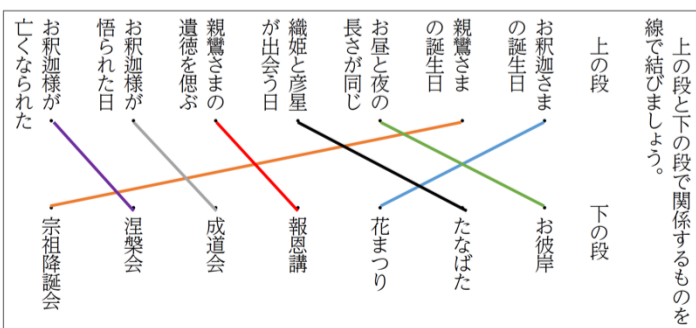 上の段と下の段で関係するものを
線で結びましょう。
上の段
お釈迦さま
の誕生日
親鸞さま
の誕生日
お昼と夜の
長さが同じ
織姫と彦星
が出会う日
親鸞さまの
遺徳を偲ぶ
お釈迦様が
悟られた日
お釈迦様が
亡くなられた
下の段
お彼岸
たなばた
花まつり
報恩講
成道会
涅槃会
宗祖降誕会